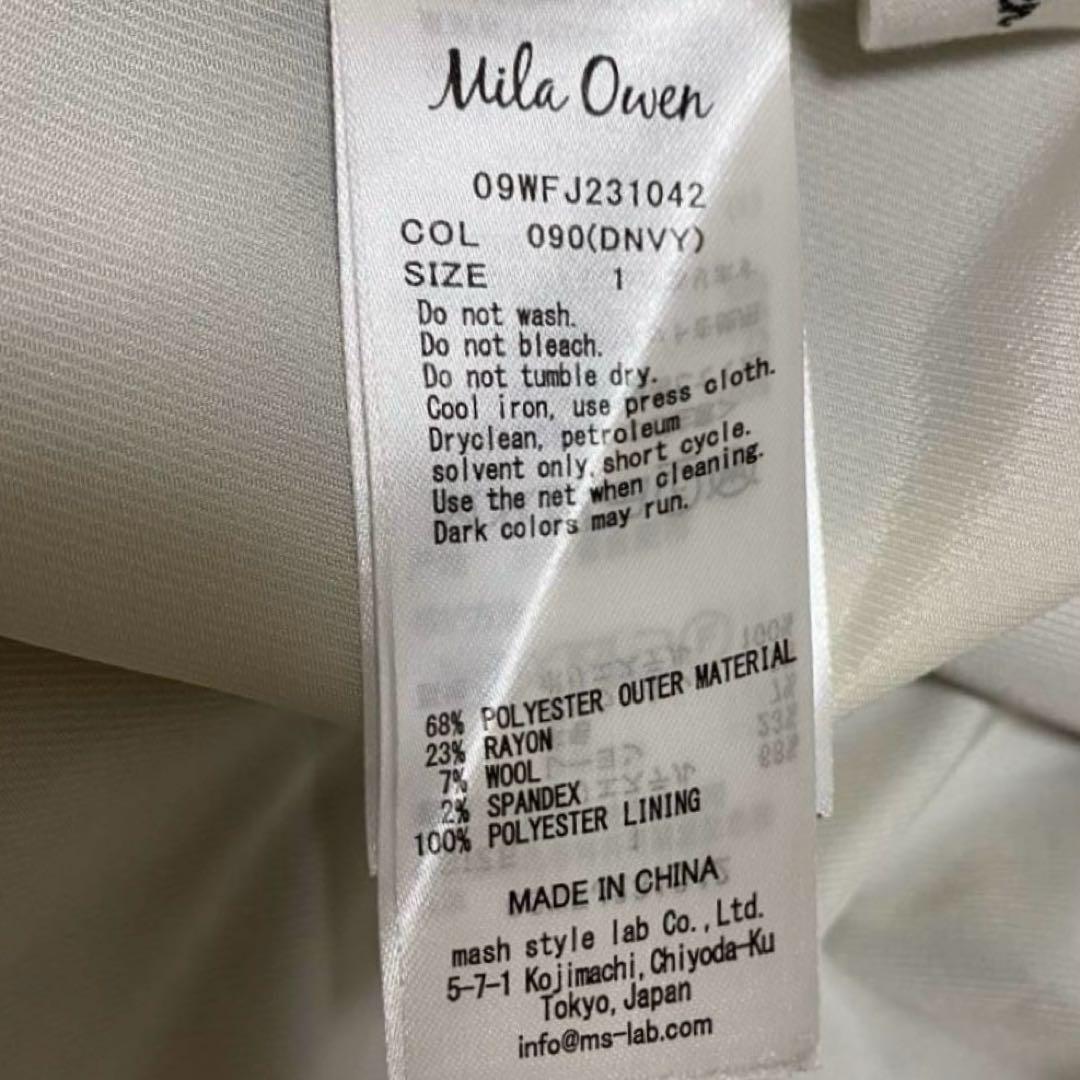 Mila Owen
09WFJ231042
COL 090(DNVY)
SIZE 1
Do not wash.
Do not bleach.
Do not tumble dry.
Cool iron, use press cloth.
Dryclean, petroleum
solvent only, short cycle.
Use the net when cleaning.
Dark colors may run.
68% POLYESTER OUTER MATERIAL
23% RAYON
7% WOOL
2% SPANDEX
100% POLYESTER LINING
MADE IN CHINA
mash style lab Co.,Ltd.
5-7-1 Kojimachi,Chiyoda-Ku
Tokyo,Japan
info@ms-lab.com